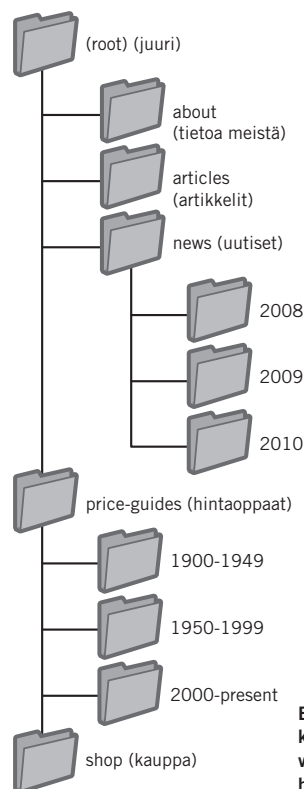 (root) (juuri)
about
(tietoa meistä)
articles
(artikkelit)
news (uutiset)
2008
2009
2010
price-guides (hintaoppaat)
1900-1949
1950-1999
2000-present
shop (kauppa)